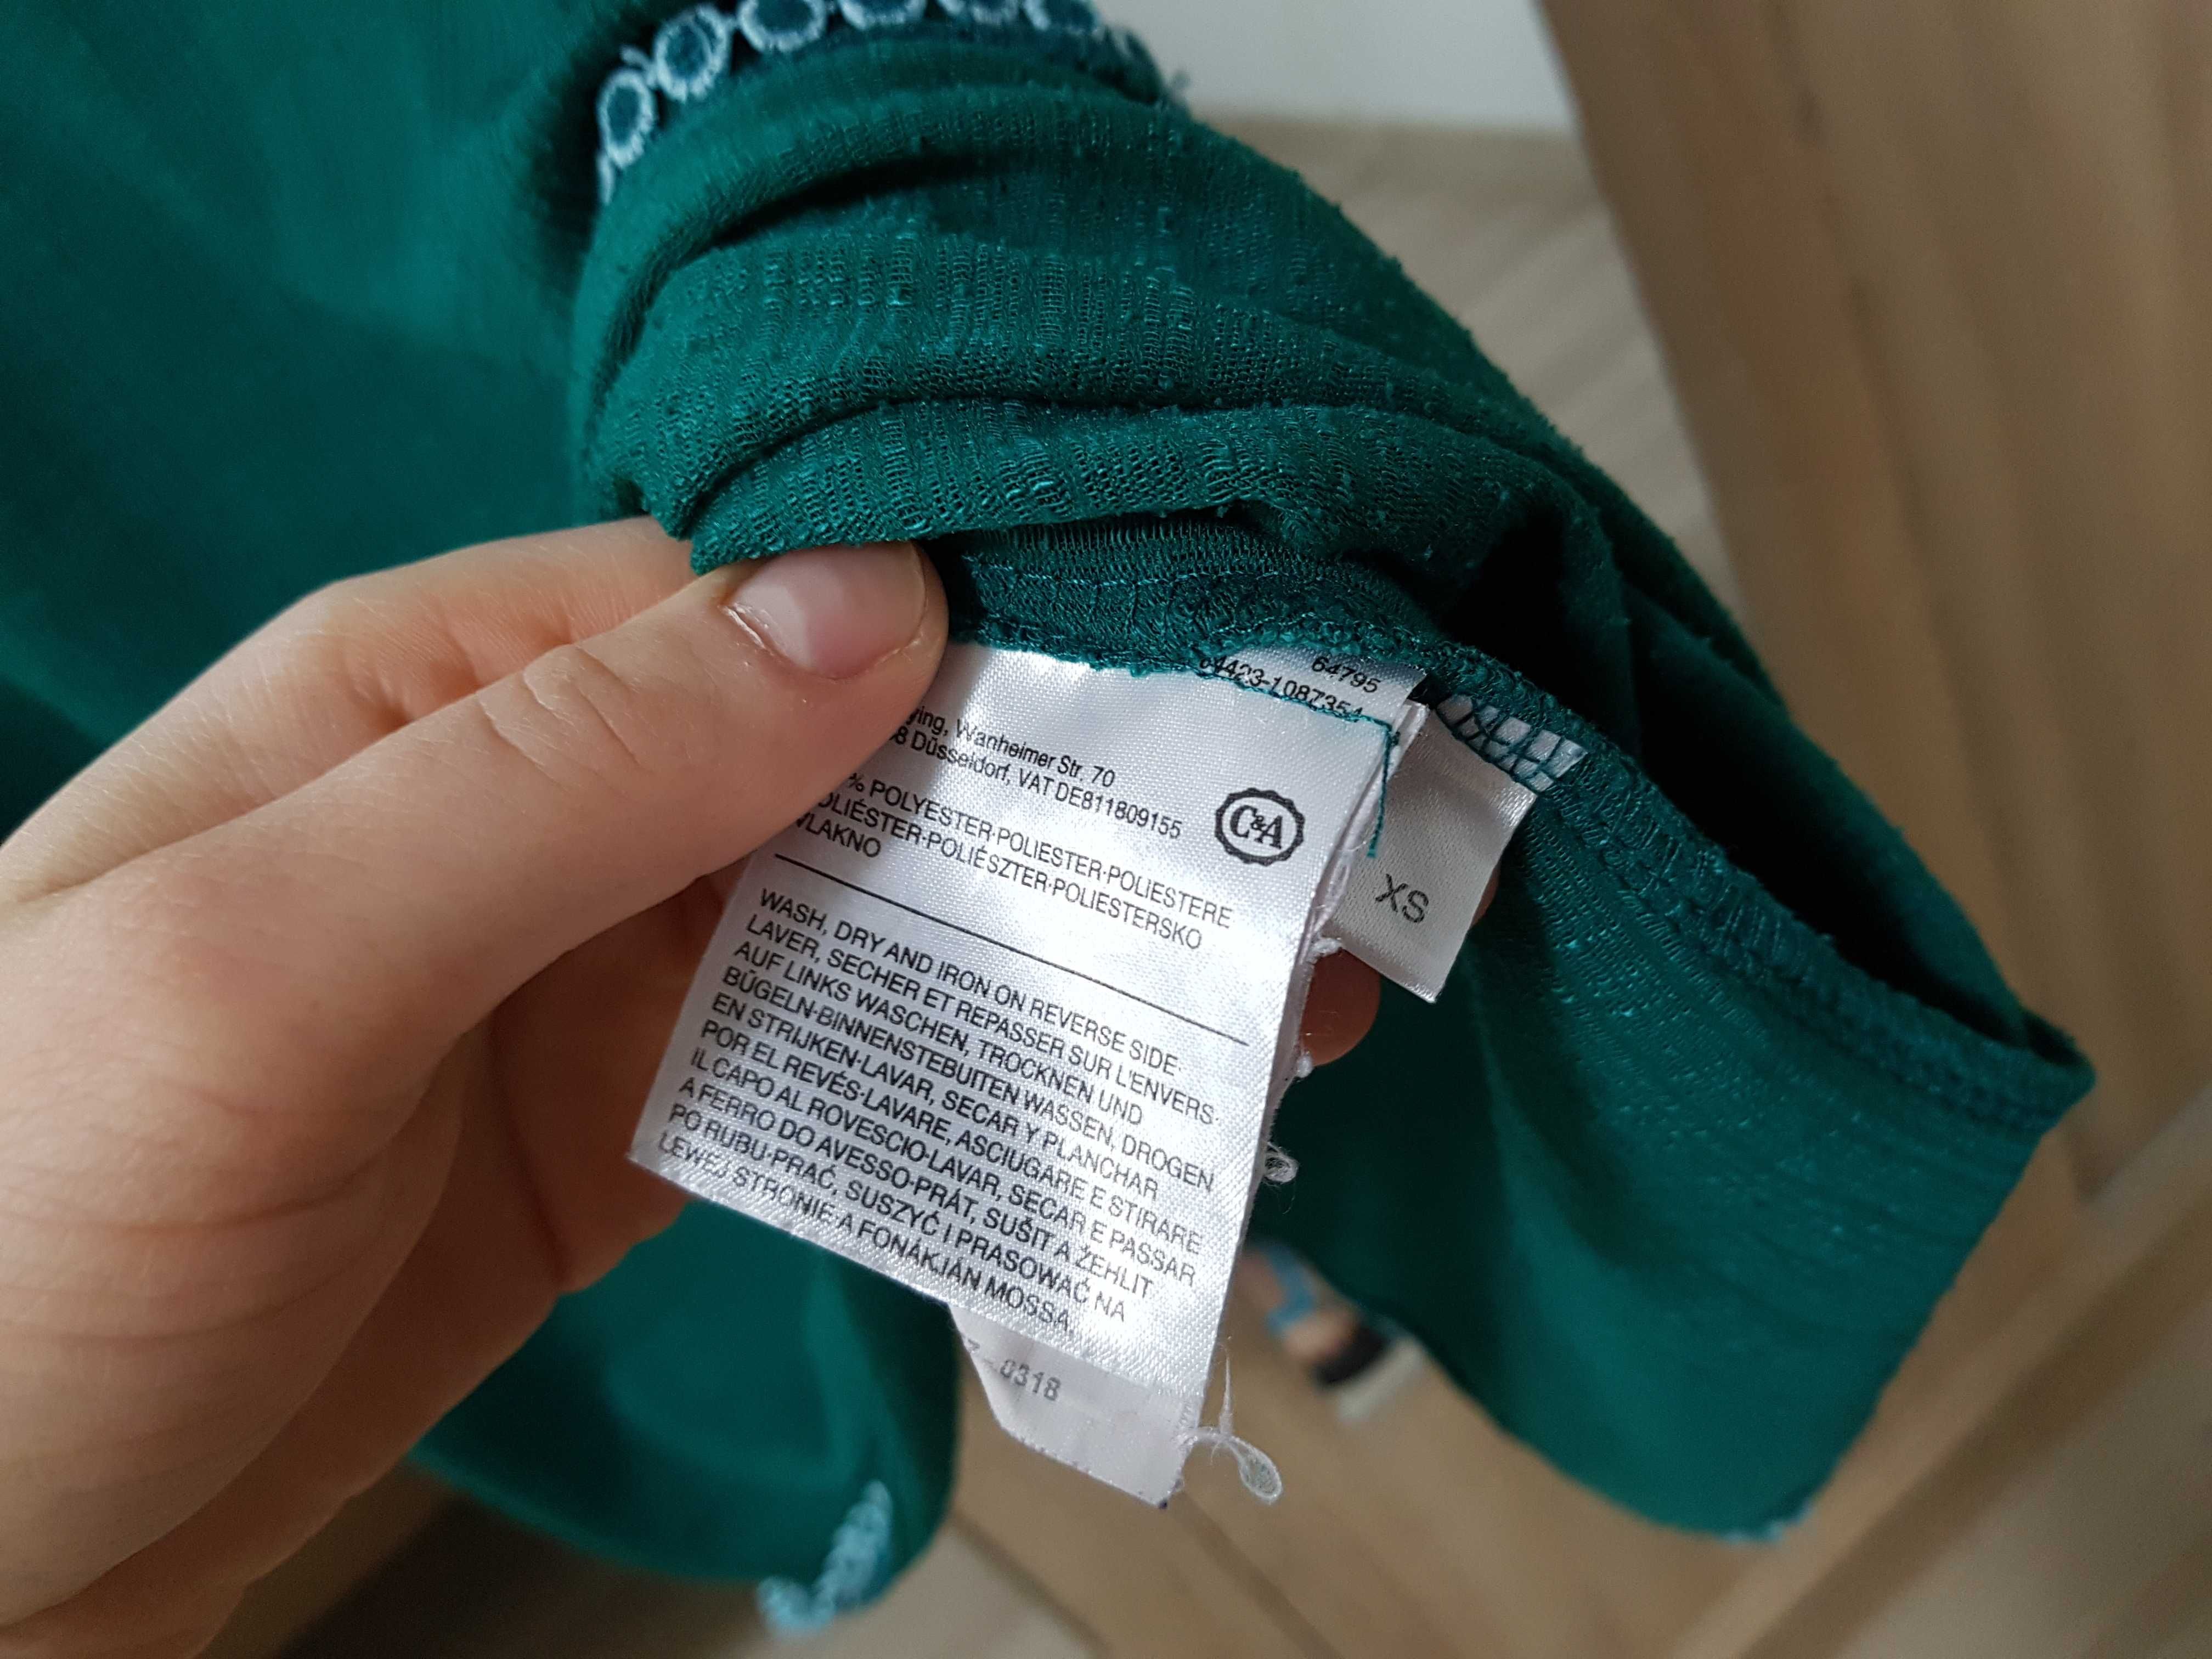 64795
64423-1087354
Wanheimer Str. 70
Düsseldorf, VAT DE811809155
C&A
% POLYESTER·POLIESTER·POLIESTERE
POLIÉSTER·POLIÉSZTER·POLIESTERSKO
VLAKNO
XS
WASH, DRY AND IRON ON REVERSE SIDE.
LAVER, SECHER ET REPASSER SUR L'ENVERS·
AUF LINKS WASCHEN, TROCKNEN UND
BÜGELN·BINNENSTEBUITEN WASSEN, DROGEN
EN STRIJKEN·LAVAR, SECAR Y PLANCHAR
POR EL REVÉS·LAVARE, ASCIUGARE E STIRARE
IL CAPO AL ROVESCIO·LAVAR, SECAR E PASSAR
A FERRO DO AVESSO·PRÁT, SUŠIT A ŽEHLIT
PO RUBU·PRAĆ, SUSZYĆ I PRASOWAĆ NA
LEWEJ STRONIE A FONÁKJÁN MOSSA,
0318